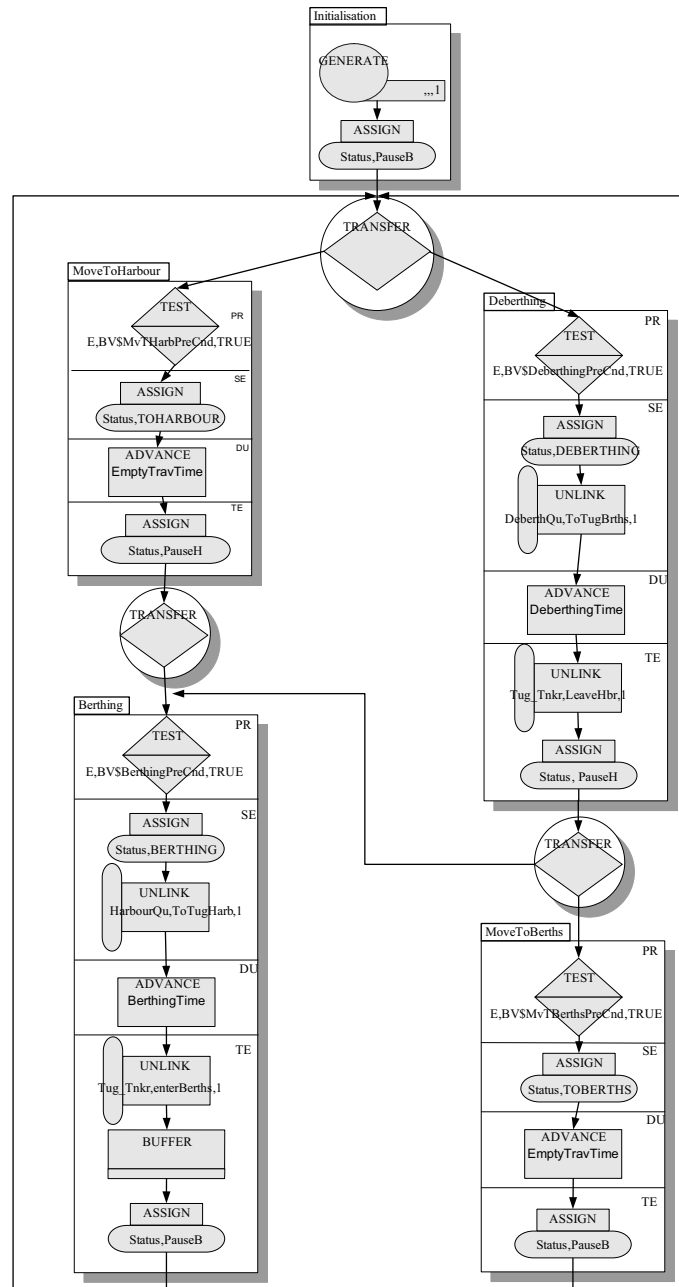 Initialisation
GENERATE
,,,1
ASSIGN
Status,PauseB
TRANSFER
MoveToHarbour
TEST
PR
E,BV$MvTHarbPreCnd,TRUE
SE
ASSIGN
Status,TOHARBOUR
DU
ADVANCE
EmptyTravTime
TE
ASSIGN
Status,PauseH
TRANSFER
Deberthing
PR
TEST
E,BV$DeberthingPreCnd,TRUE
SE
ASSIGN
Status,DEBERTHING
UNLINK
DeberthQu,ToTugBrths,1
DU
ADVANCE
DeberthingTime
TE
UNLINK
Tug_Tnkr,LeaveHbr,1
ASSIGN
Status, PauseH
TRANSFER
Berthing
PR
TEST
E,BV$BerthingPreCnd,TRUE
SE
ASSIGN
Status,BERTHING
UNLINK
HarbourQu,ToTugHarb,1
DU
ADVANCE
BerthingTime
TE
UNLINK
Tug_Tnkr,enterBerths,1
BUFFER
ASSIGN
Status,PauseB
MoveToBerths
PR
TEST
E,BV$MvTBerthsPreCnd,TRUE
SE
ASSIGN
Status,TOBERTHS
DU
ADVANCE
EmptyTravTime
TE
ASSIGN
Status,PauseB